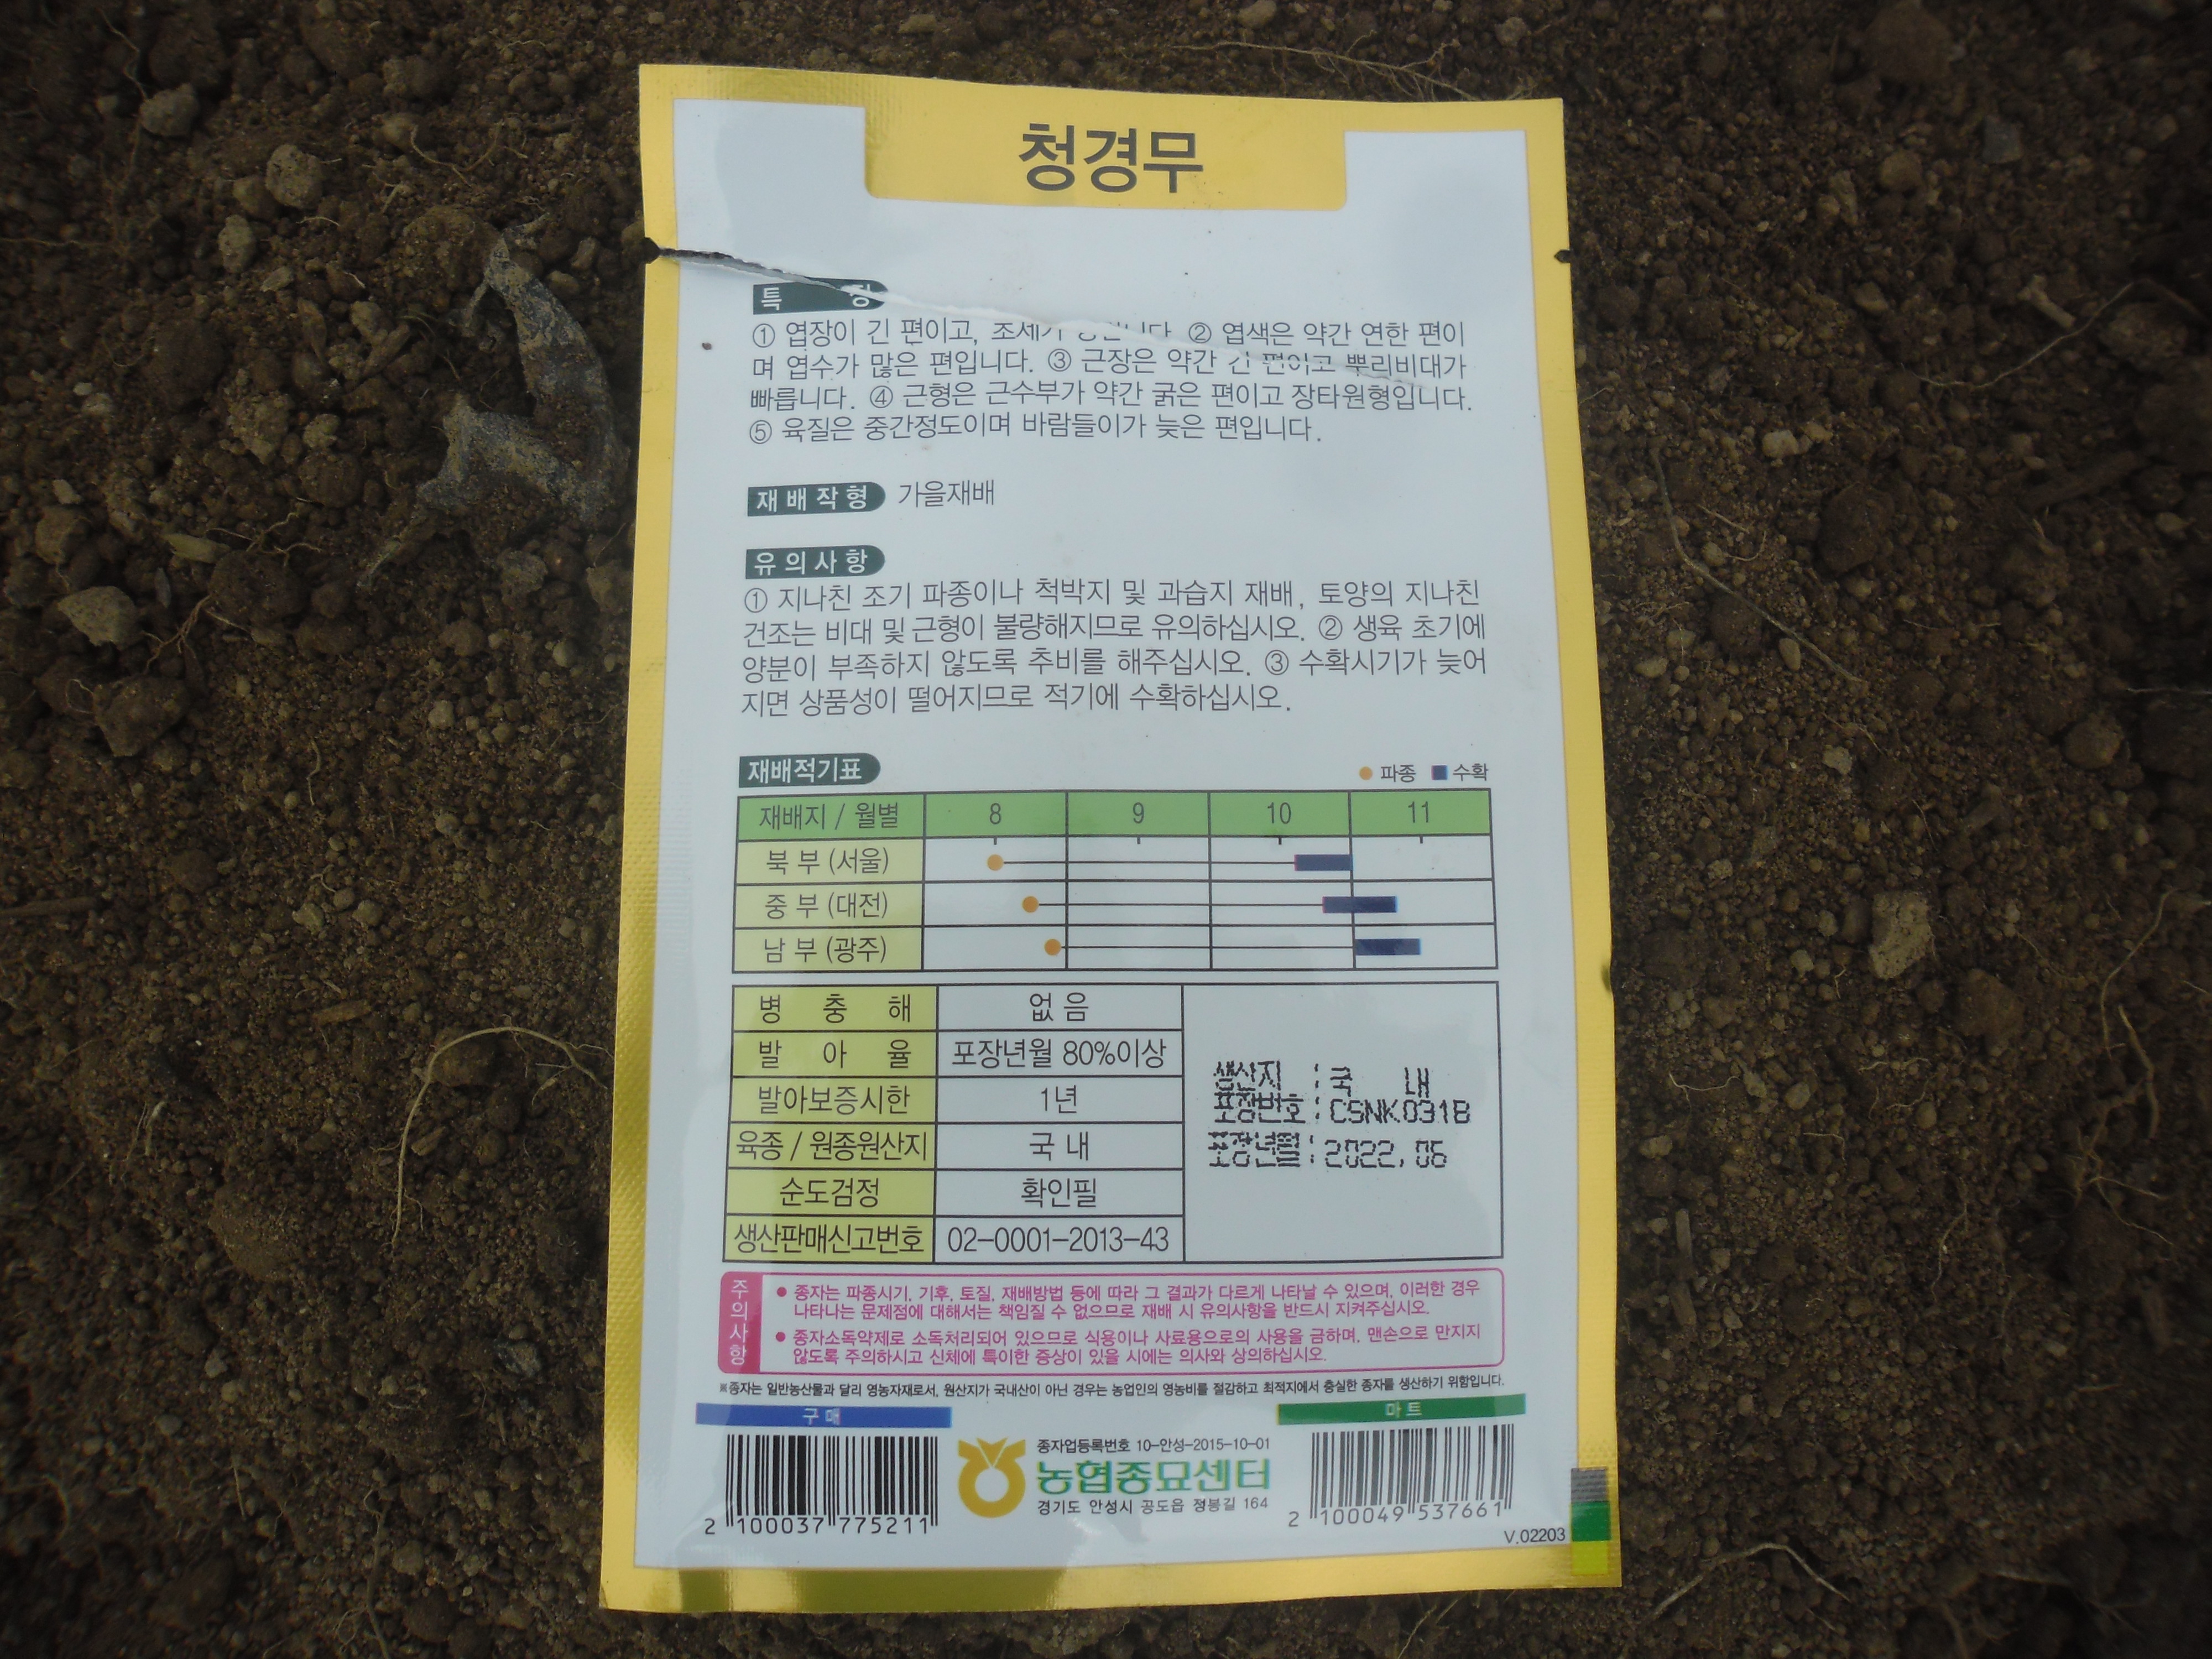 청경무
특 징
① 엽장이 긴 편이고, 초세가 ② 엽색은 약간 연한 편이
며 엽수가 많은 편입니다. ③ 근장은 약간 긴 편이고 뿌리비대가
빠릅니다. ④ 근형은 근수부가 약간 굵은 편이고 장타원형입니다.
⑤ 육질은 중간정도이며 바람들이가 늦은 편입니다.
재배작형 가을재배
유의사항
① 지나친 조기 파종이나 척박지 및 과습지 재배, 토양의 지나친
건조는 비대 및 근형이 불량해지므로 유의하십시오. ② 생육 초기에
양분이 부족하지 않도록 추비를 해주십시오. ③ 수확시기가 늦어
지면 상품성이 떨어지므로 적기에 수확하십시오.
재배적기표 파종 수확
재배지 / 월별 8 9 10 11
북 부 (서울)
중 부 (대전)
남 부 (광주)
병 충 해 없 음
발 아 율 포장년월 80%이상
발아보증시한 1년
육종 / 원종원산지 국 내
순도검정 확인필
생산판매신고번호 02-0001-2013-43
생산지 : 국 내
포장번호 : CSNK0318
포장년월 : 2022. 06
주의사항
● 종자는 파종시기, 기후, 토질, 재배방법 등에 따라 그 결과가 다르게 나타날 수 있으며, 이러한 경우
나타나는 문제점에 대해서는 책임질 수 없으므로 재배 시 유의사항을 반드시 지켜주십시오.
● 종자소독약제로 소독처리되어 있으므로 식용이나 사료용으로의 사용을 금하며, 맨손으로 만지지
않도록 주의하시고 신체에 특이한 증상이 있을 시에는 의사와 상의하십시오.
※종자는 일반농산물과 달리 영농자재로서, 원산지가 국내산이 아닌 경우는 농업인의 영농비를 절감하고 최적지에서 충실한 종자를 생산하기 위함입니다.
구 매
마 트
종자업등록번호 10-안성-2015-10-01
농협종묘센터
경기도 안성시 공도읍 정봉길 164
2 100037 775211
2 100049 537661
V.02203